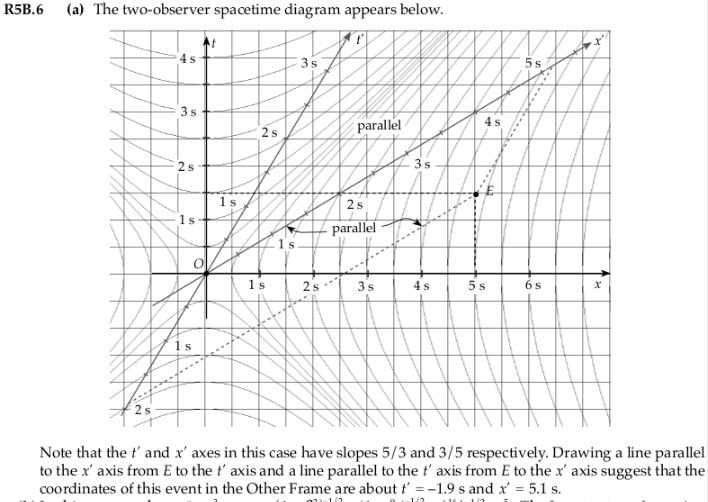 R5B.6 (a) The two-observer spacetime diagram appears below.
t
t′
x′
4 s
3 s
5 s
3 s
2 s
parallel
4 s
2 s
3 s
1 s
2 s
E
1 s
parallel
1 s
O
1 s
2 s
3 s
4 s
5 s
6 s
x
1 s
2 s
Note that the t′ and x′ axes in this case have slopes 5/3 and 3/5 respectively. Drawing a line parallel
to the x′ axis from E to the t′ axis and a line parallel to the t′ axis from E to the x′ axis suggest that the
coordinates of this event in the Other Frame are about t′ = −1.9 s and x′ = 5.1 s.